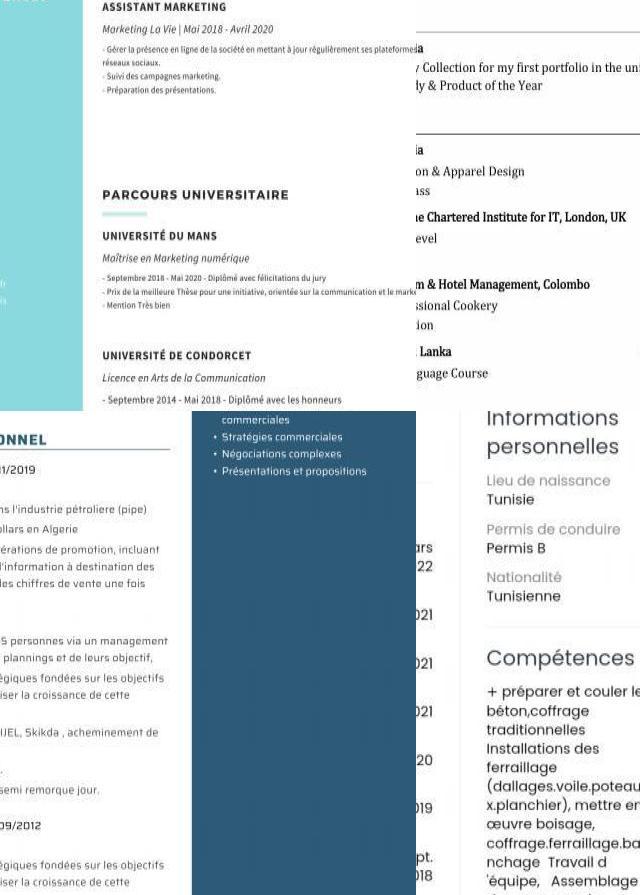 ASSISTANT MARKETING
Marketing La Vie | Mai 2018 - Avril 2020
- Gérer la présence en ligne de la société en mettant à jour régulièrement ses plateformes
réseaux sociaux.
- Suivi des campagnes marketing.
- Préparation des présentations.
PARCOURS UNIVERSITAIRE
UNIVERSITÉ DU MANS
Maîtrise en Marketing numérique
- Septembre 2018 - Mai 2020 - Diplômé avec félicitations du jury
- Prix de la meilleure Thèse pour une initiative, orientée sur la communication et le marke
- Mention Très bien
UNIVERSITÉ DE CONDORCET
Licence en Arts de la Communication
- Septembre 2014 - Mai 2018 - Diplômé avec les honneurs
Collection for my first portfolio in the uni
ly & Product of the Year
on & Apparel Design
ass
e Chartered Institute for IT, London, UK
evel
m & Hotel Management, Colombo
ssional Cookery
ion
Lanka
guage Course
ONNEL
11/2019
ns l'industrie pétroliere (pipe)
ollars en Algerie
érations de promotion, incluant
l'information à destination des
les chiffres de vente une fois
5 personnes via un management
plannings et de leurs objectif,
égiques fondées sur les objectifs
iser la croissance de cette
IJEL, Skikda , acheminement de
semi remorque jour.
09/2012
égiques fondées sur les objectifs
iser la croissance de cette
commerciales
• Stratégies commerciales
• Négociations complexes
• Présentations et propositions
ars
22
021
021
021
20
019
pt.
018
Informations
personnelles
Lieu de naissance
Tunisie
Permis de conduire
Permis B
Nationalité
Tunisienne
Compétences
+ préparer et couler le
béton,coffrage
traditionnelles
Installations des
ferraillage
(dallages.voile.poteau
x.planchier), mettre en
œuvre boisage,
coffrage.ferraillage.ba
nchage Travail d
'équipe, Assemblage